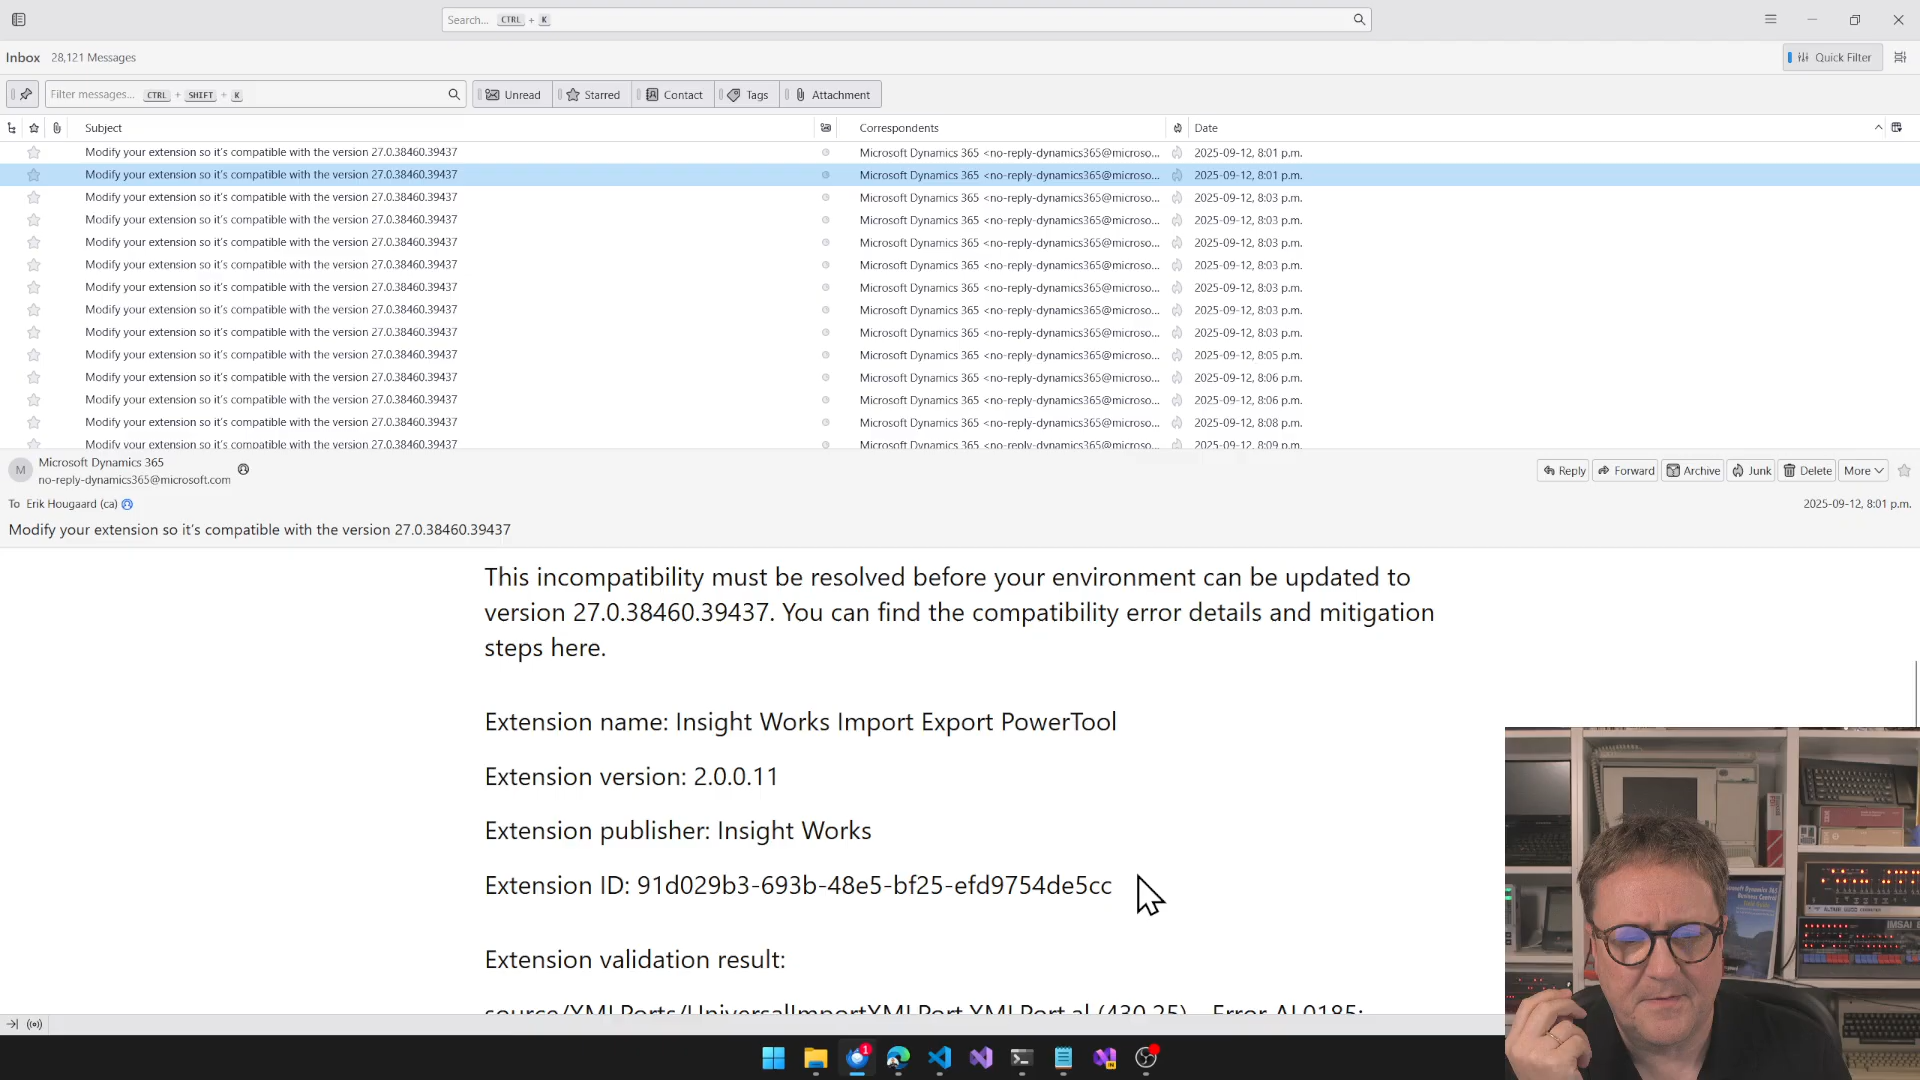 Search... CTRL + K
Inbox 28,121 Messages
Quick Filter
Filter messages... CTRL + SHIFT + K
Unread Starred Contact Tags Attachment
Subject Correspondents Date
Modify your extension so it's compatible with the version 27.0.38460.39437 Microsoft Dynamics 365 <no-reply-dynamics365@microso... 2025-09-12, 8:01 p.m.
Modify your extension so it's compatible with the version 27.0.38460.39437 Microsoft Dynamics 365 <no-reply-dynamics365@microso... 2025-09-12, 8:01 p.m.
Modify your extension so it's compatible with the version 27.0.38460.39437 Microsoft Dynamics 365 <no-reply-dynamics365@microso... 2025-09-12, 8:03 p.m.
Modify your extension so it's compatible with the version 27.0.38460.39437 Microsoft Dynamics 365 <no-reply-dynamics365@microso... 2025-09-12, 8:03 p.m.
Modify your extension so it's compatible with the version 27.0.38460.39437 Microsoft Dynamics 365 <no-reply-dynamics365@microso... 2025-09-12, 8:03 p.m.
Modify your extension so it's compatible with the version 27.0.38460.39437 Microsoft Dynamics 365 <no-reply-dynamics365@microso... 2025-09-12, 8:03 p.m.
Modify your extension so it's compatible with the version 27.0.38460.39437 Microsoft Dynamics 365 <no-reply-dynamics365@microso... 2025-09-12, 8:03 p.m.
Modify your extension so it's compatible with the version 27.0.38460.39437 Microsoft Dynamics 365 <no-reply-dynamics365@microso... 2025-09-12, 8:03 p.m.
Modify your extension so it's compatible with the version 27.0.38460.39437 Microsoft Dynamics 365 <no-reply-dynamics365@microso... 2025-09-12, 8:03 p.m.
Modify your extension so it's compatible with the version 27.0.38460.39437 Microsoft Dynamics 365 <no-reply-dynamics365@microso... 2025-09-12, 8:05 p.m.
Modify your extension so it's compatible with the version 27.0.38460.39437 Microsoft Dynamics 365 <no-reply-dynamics365@microso... 2025-09-12, 8:06 p.m.
Modify your extension so it's compatible with the version 27.0.38460.39437 Microsoft Dynamics 365 <no-reply-dynamics365@microso... 2025-09-12, 8:06 p.m.
Modify your extension so it's compatible with the version 27.0.38460.39437 Microsoft Dynamics 365 <no-reply-dynamics365@microso... 2025-09-12, 8:08 p.m.
Modify your extension so it's compatible with the version 27.0.38460.39437 Microsoft Dynamics 365 <no-reply-dynamics365@microso... 2025-09-12, 8:09 p.m.
M Microsoft Dynamics 365
no-reply-dynamics365@microsoft.com
Reply Forward Archive Junk Delete More
To Erik Hougaard (ca) 2025-09-12, 8:01 p.m.
Modify your extension so it's compatible with the version 27.0.38460.39437
This incompatibility must be resolved before your environment can be updated to
version 27.0.38460.39437. You can find the compatibility error details and mitigation
steps here.
Extension name: Insight Works Import Export PowerTool
Extension version: 2.0.0.11
Extension publisher: Insight Works
Extension ID: 91d029b3-693b-48e5-bf25-efd9754de5cc
Extension validation result:
source/XMLPorts/UniversalImportXMLPort.XMLPort.al (430,25) - Error AL0185:
1